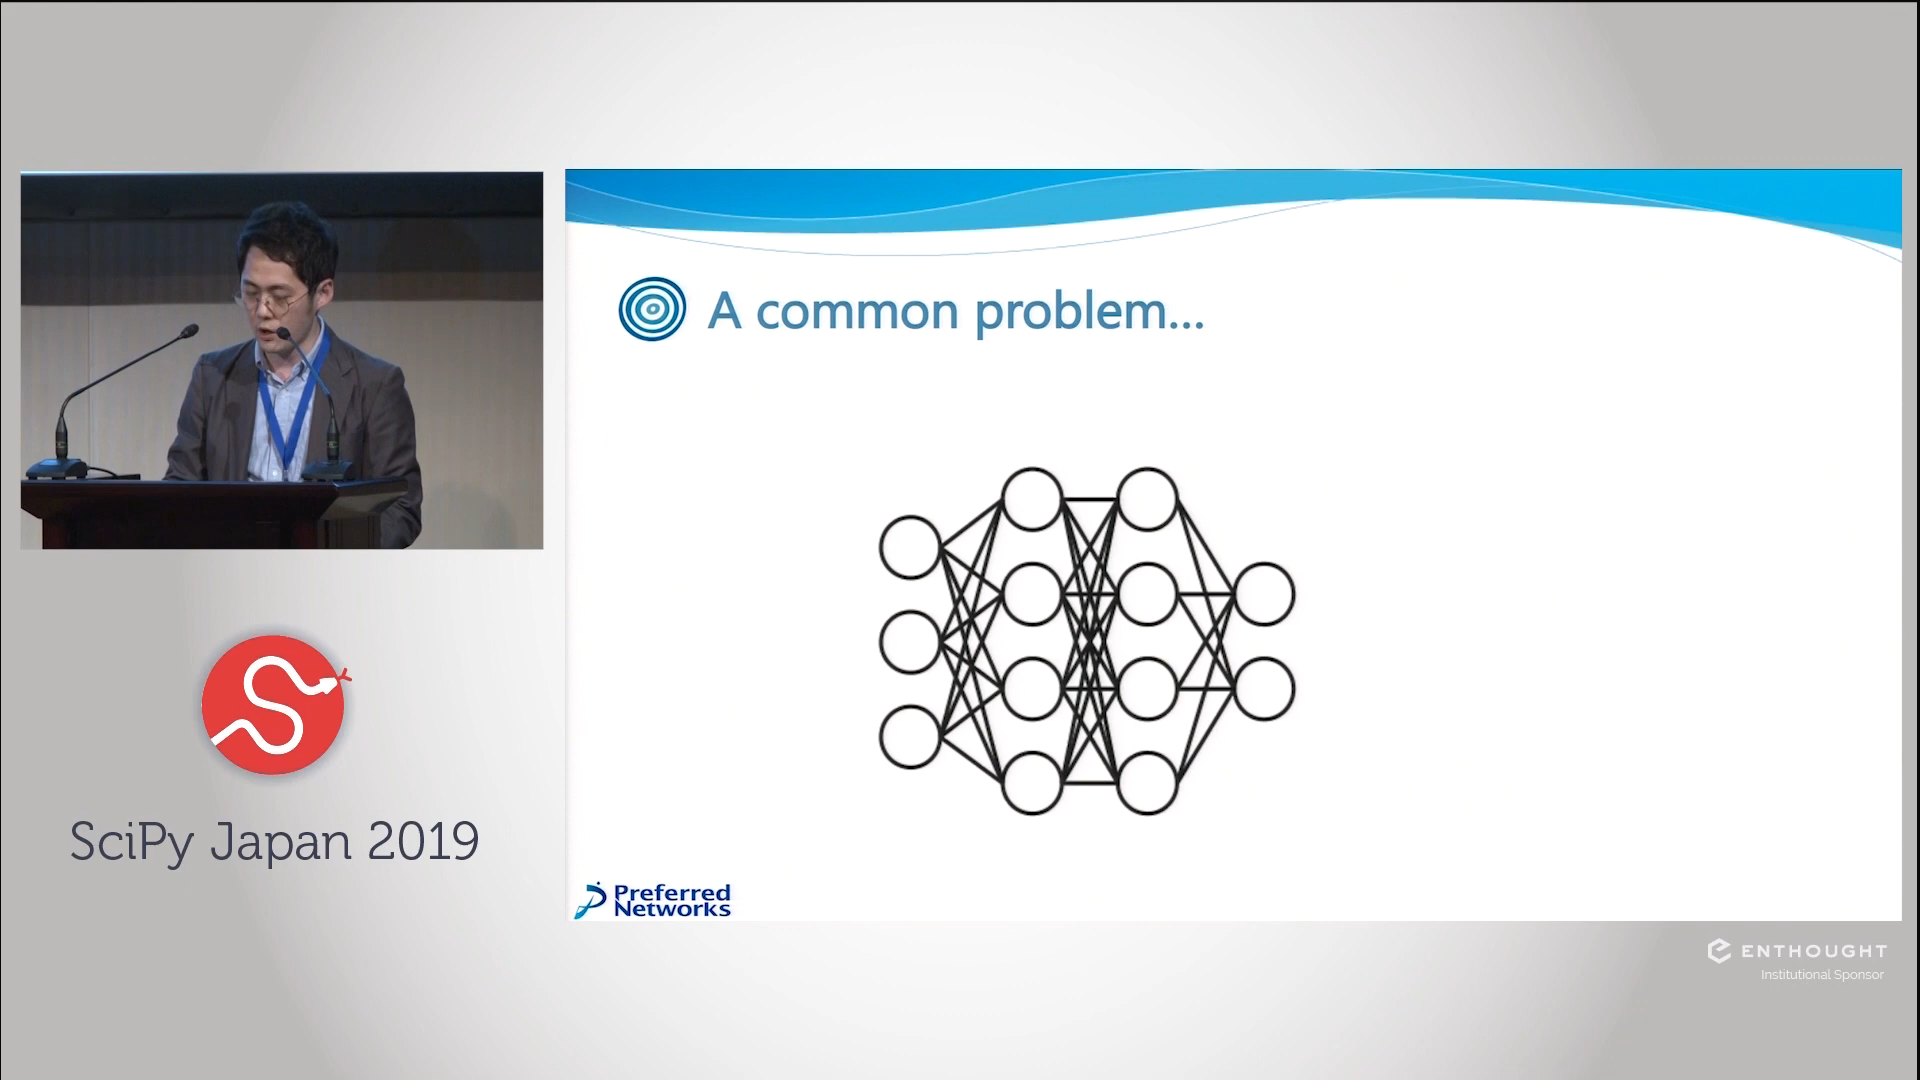 A common problem...
Preferred
Networks
SciPy Japan 2019
ENTHOUGHT
Institutional Sponsor